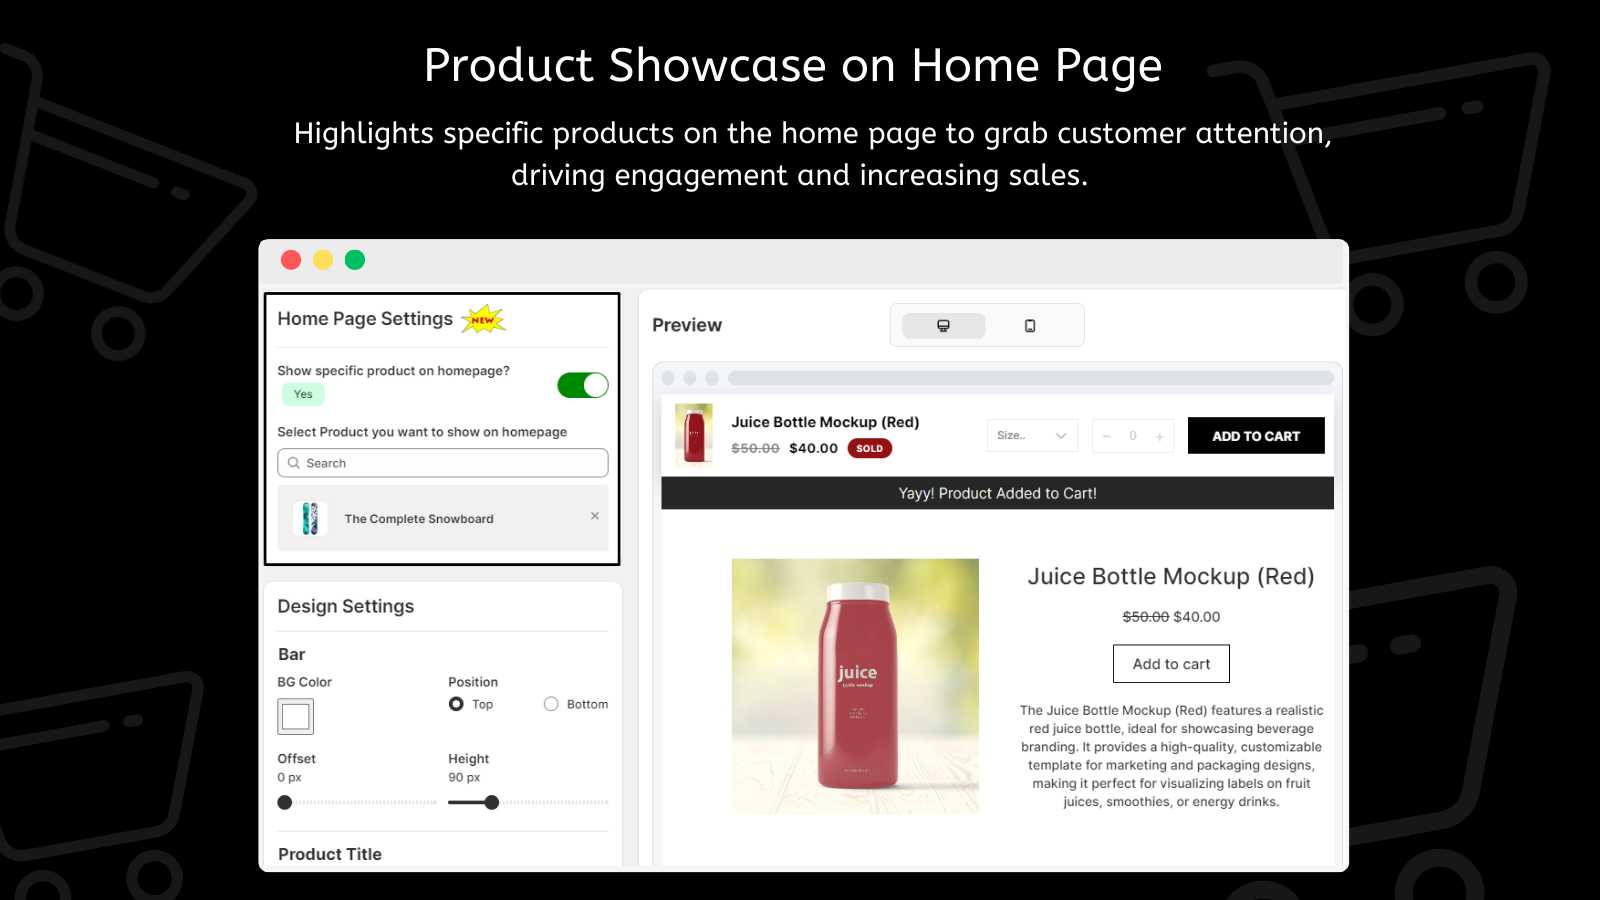 Product Showcase on Home Page
Highlights specific products on the home page to grab customer attention,
driving engagement and increasing sales.
Home Page Settings NEW
Show specific product on homepage?
Yes
Select Product you want to show on homepage
Search
The Complete Snowboard
Design Settings
Bar
BG Color
Position
Top
Bottom
Offset
0 px
Height
90 px
Product Title
Preview
Juice Bottle Mockup (Red)
$50.00 $40.00 SOLD
Size..
0
ADD TO CART
Yayy! Product Added to Cart!
juice
bottle mockup
Juice Bottle Mockup (Red)
$50.00 $40.00
Add to cart
The Juice Bottle Mockup (Red) features a realistic
red juice bottle, ideal for showcasing beverage
branding. It provides a high-quality, customizable
template for marketing and packaging designs,
making it perfect for visualizing labels on fruit
juices, smoothies, or energy drinks.